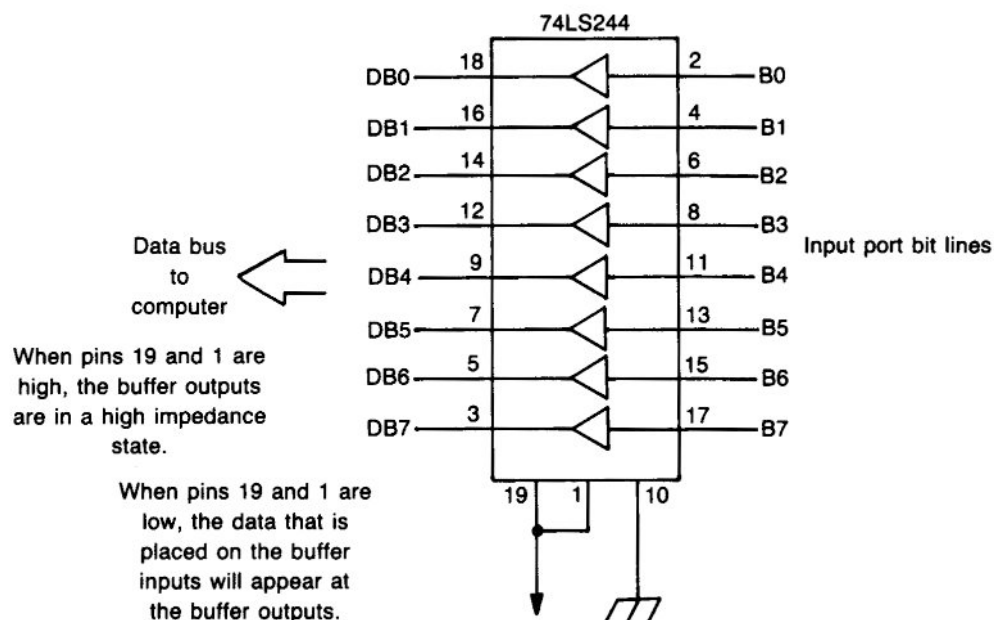 74LS244
DB0 18 2 B0
DB1 16 4 B1
DB2 14 6 B2
DB3 12 8 B3
DB4 9 11 B4
DB5 7 13 B5
DB6 5 15 B6
DB7 3 17 B7
Input port bit lines
Data bus
to
computer
When pins 19 and 1 are
high, the buffer outputs
are in a high impedance
state.
19 1 10
When pins 19 and 1 are
low, the data that is
placed on the buffer
inputs will appear at
the buffer outputs.